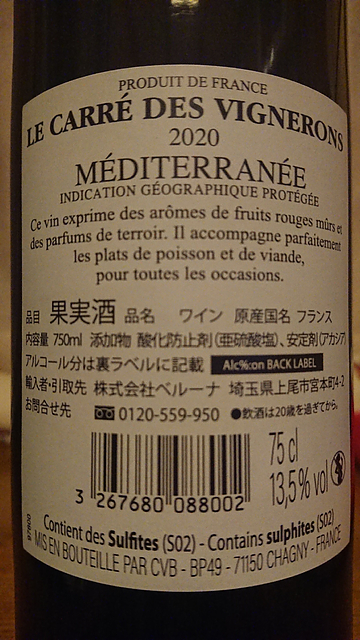 PRODUIT DE FRANCE
LE CARRÉ DES VIGNERONS
2020
MÉDITERRANÉE
INDICATION GÉOGRAPHIQUE PROTÉGÉE
Ce vin exprime des arômes de fruits rouges mûrs et
des parfums de terroir. Il accompagne parfaitement
les plats de poisson et de viande,
pour toutes les occasions.
品目 果実酒 品名 ワイン 原産国名 フランス
内容量 750ml 添加物 酸化防止剤(亜硫酸塩)、安定剤(アカシア)
アルコール分は裏ラベルに記載 Alc%:on BACK LABEL
輸入者・引取先 株式会社ベルーナ 埼玉県上尾市宮本町4-2
お問合せ先 0120-559-950 ●飲酒は20歳を過ぎてから。
75 cl
13,5% vol
3 267680 088002
97600
Contient des Sulfites (S02) - Contains sulphites (S02)
MIS EN BOUTEILLE PAR CVB - BP49 - 71150 CHAGNY - FRANCE